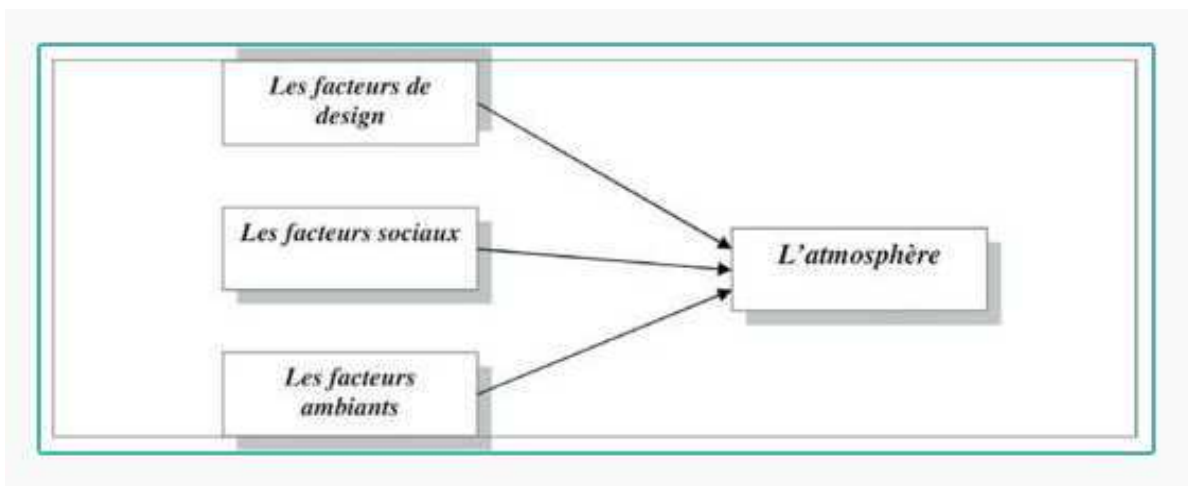 Les facteurs de
design
Les facteurs sociaux
L’atmosphère
Les facteurs
ambiants